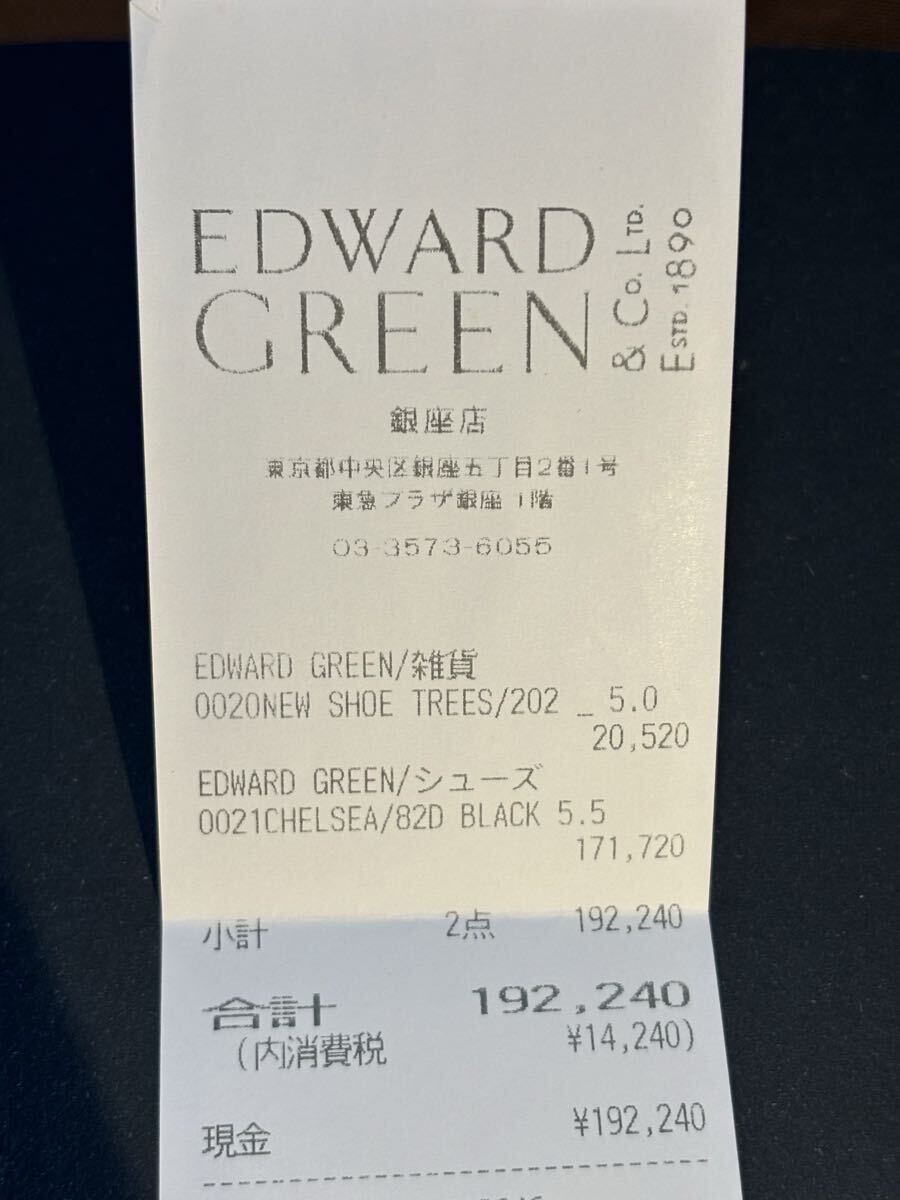 EDWARD
GREEN
& Co. LTD.
ESTD. 1890
銀座店
東京都中央区銀座五丁目2番1号
東急プラザ銀座 1階
03-3573-6055
EDWARD GREEN/雑貨
0020NEW SHOE TREES/202 _ 5.0
20,520
EDWARD GREEN/シューズ
0021CHELSEA/82D BLACK 5.5
171,720
小計 2点 192,240
合計 192,240
(内消費税 ¥14,240)
現金 ¥192,240